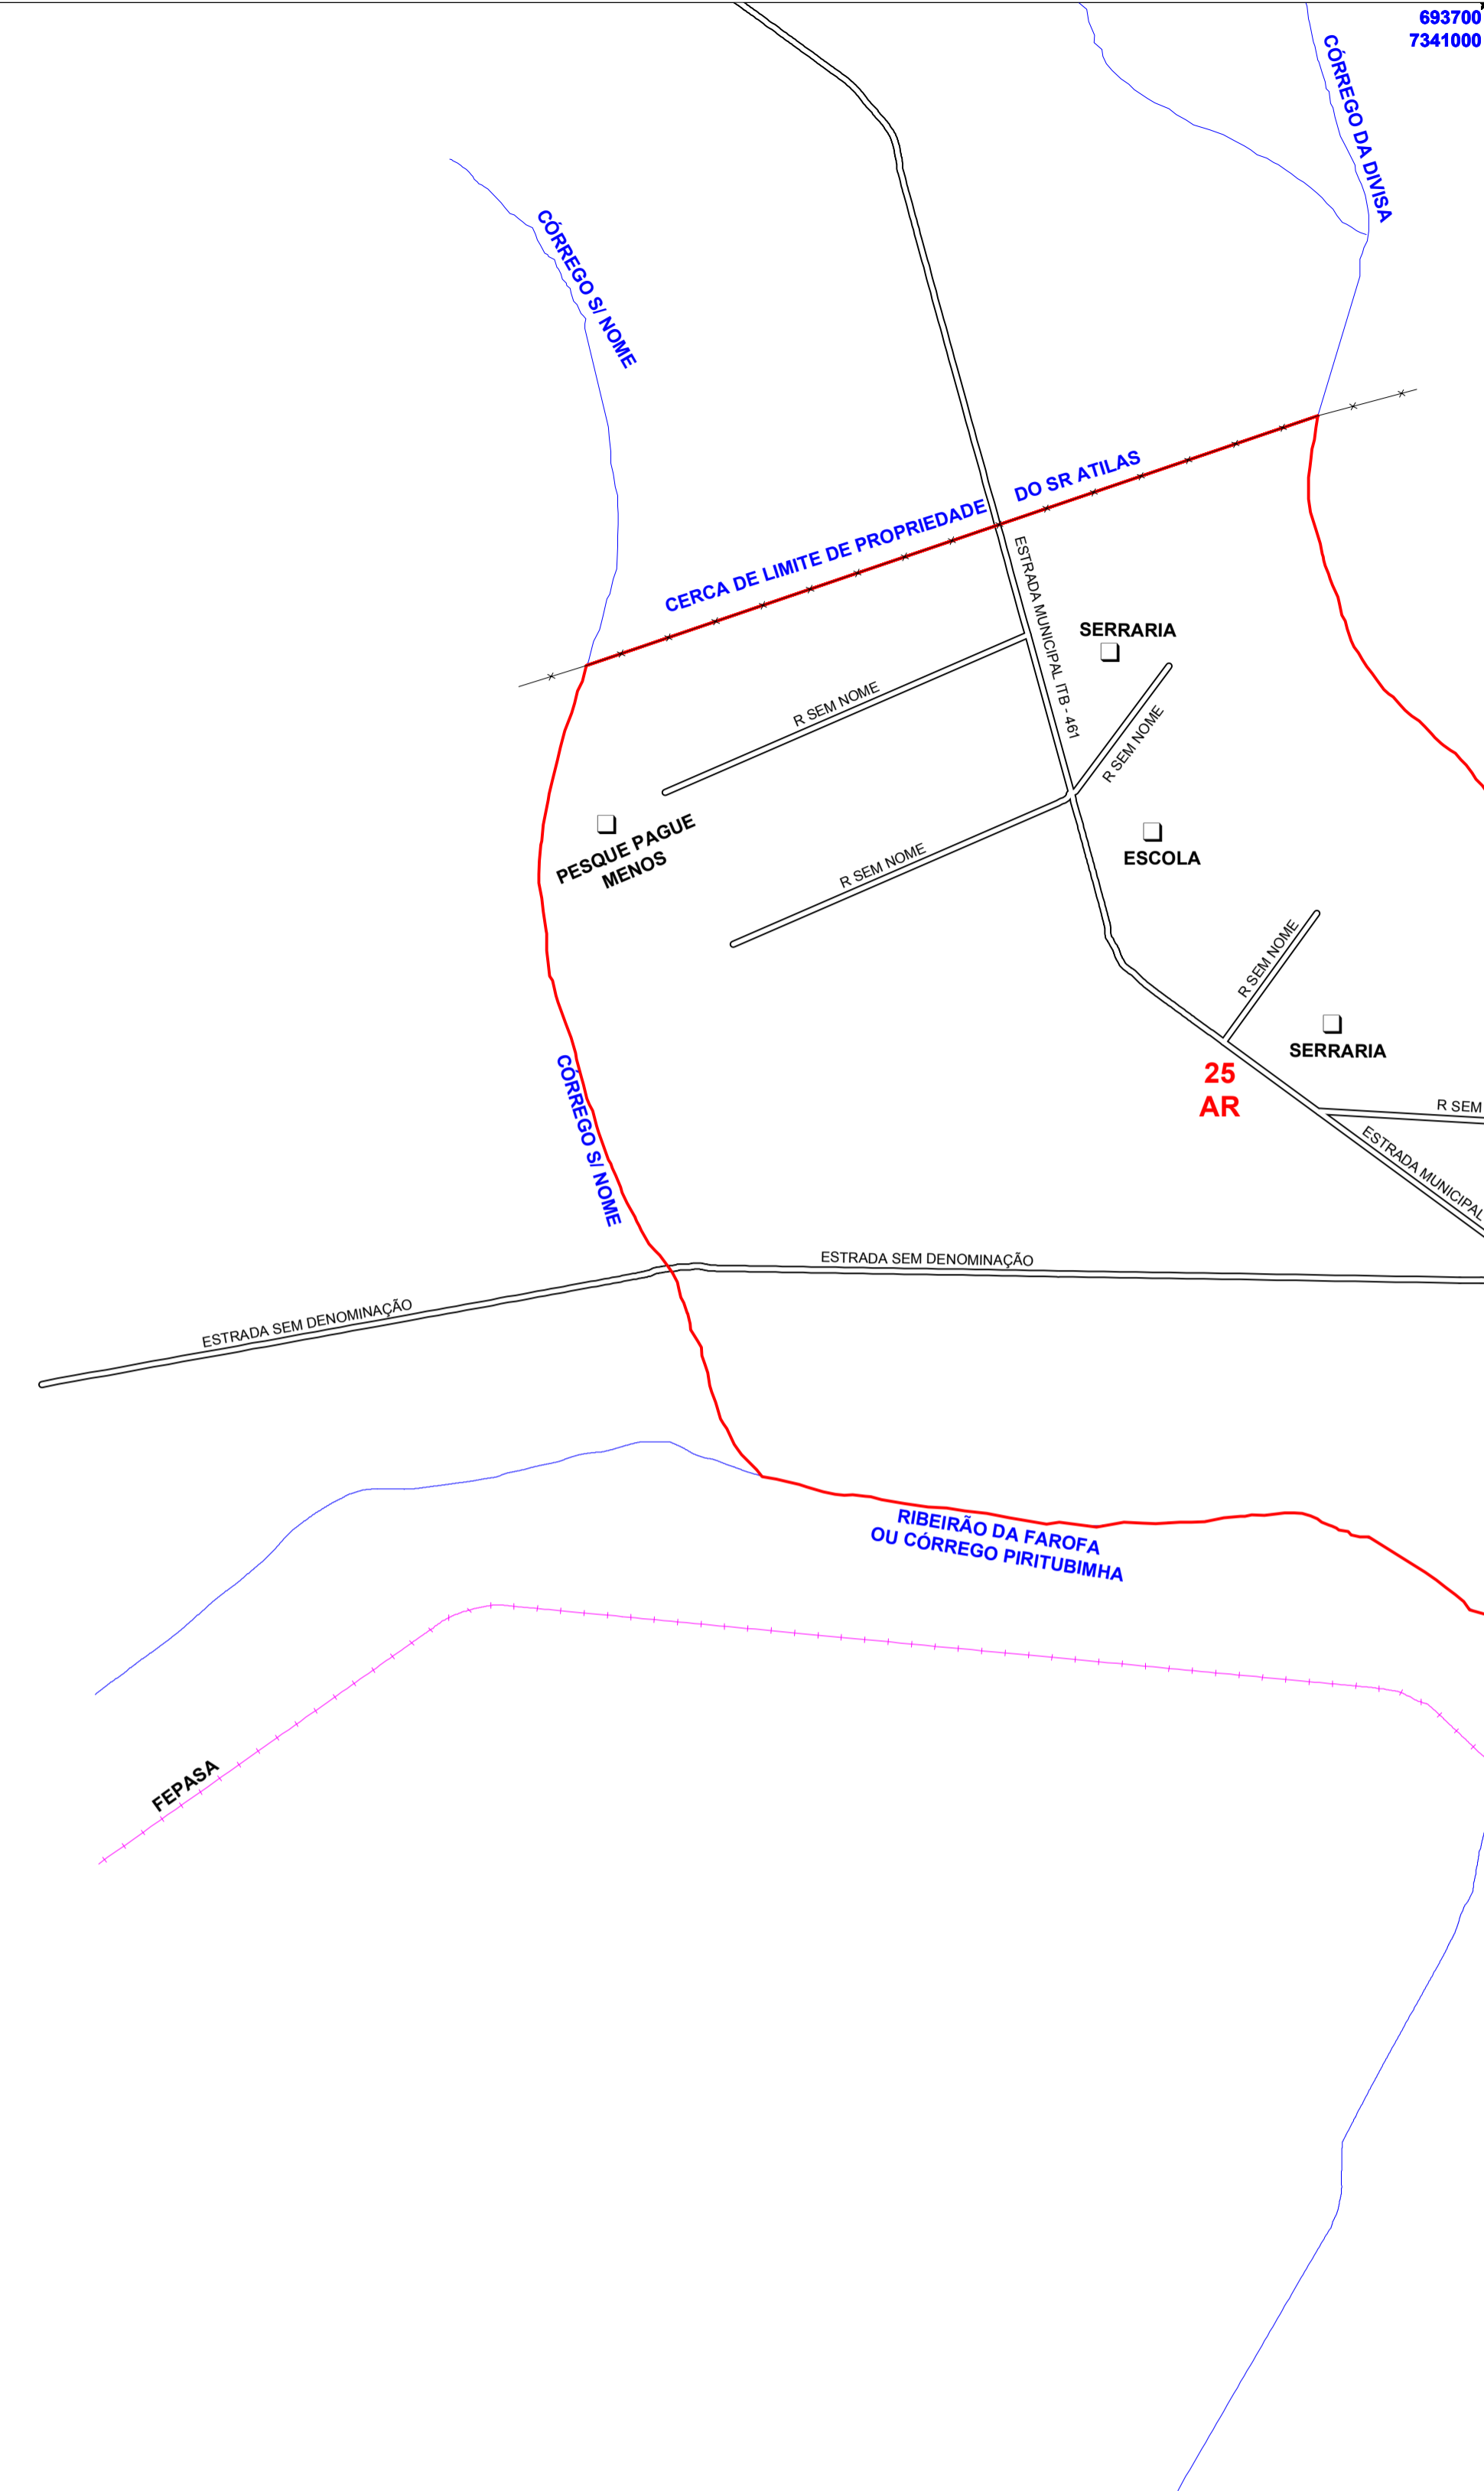 693700
7341000
CÓRREGO DA DIVISA
CÓRREGO S/ NOME
CERCA DE LIMITE DE PROPRIEDADE DO SR ATILAS
ESTRADA MUNICIPAL ITB - 461
SERRARIA
R SEM NOME
R SEM NOME
PESQUE PAGUE
MENOS
R SEM NOME
ESCOLA
R SEM NOME
SERRARIA
25
AR
R SEM
ESTRADA MUNICIPAL
CÓRREGO S/ NOME
ESTRADA SEM DENOMINAÇÃO
ESTRADA SEM DENOMINAÇÃO
RIBEIRÃO DA FAROFA
OU CÓRREGO PIRITUBIMHA
FEPASA